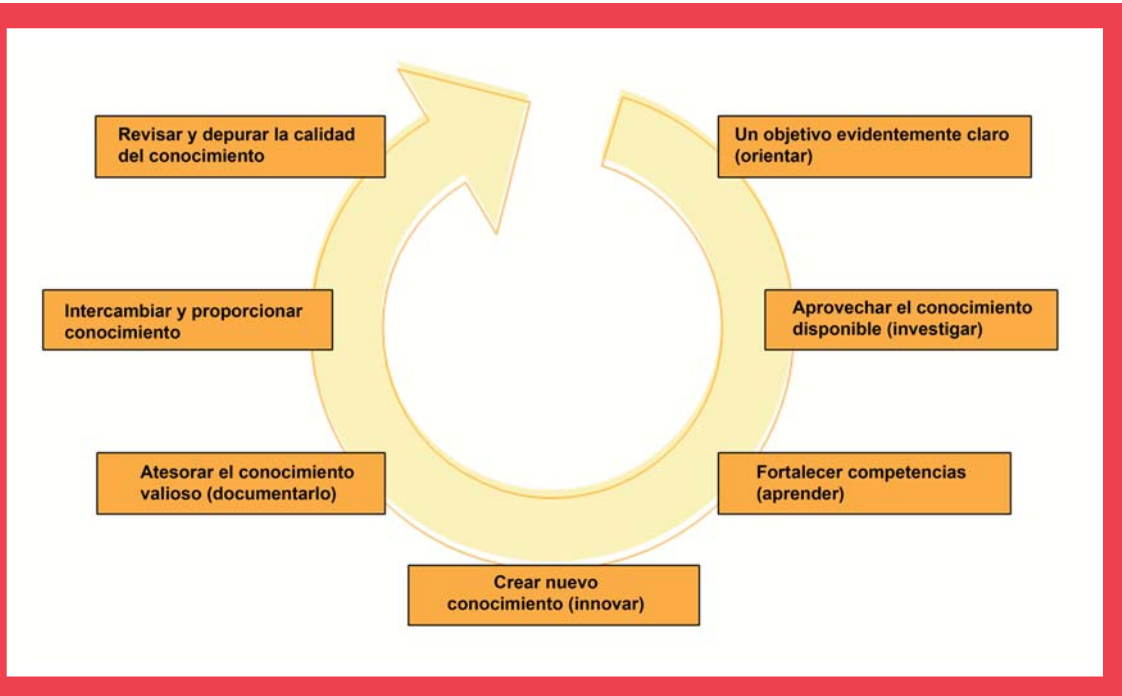 Un objetivo evidentemente claro
(orientar)
Aprovechar el conocimiento
disponible (investigar)
Fortalecer competencias
(aprender)
Crear nuevo
conocimiento (innovar)
Atesorar el conocimiento
valioso (documentarlo)
Intercambiar y proporcionar
conocimiento
Revisar y depurar la calidad
del conocimiento